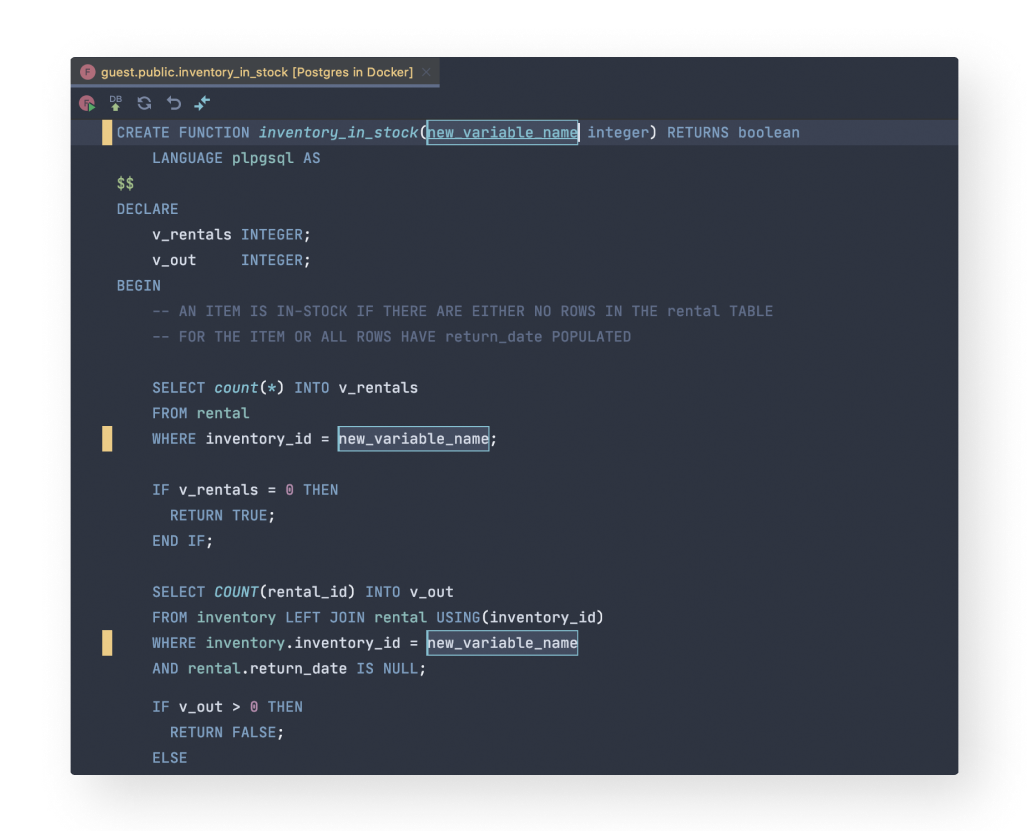 guest.public.inventory_in_stock [Postgres in Docker]
DB
CREATE FUNCTION inventory_in_stock(new_variable_name integer) RETURNS boolean
    LANGUAGE plpgsql AS
$$
DECLARE
    v_rentals INTEGER;
    v_out     INTEGER;
BEGIN
    -- AN ITEM IS IN-STOCK IF THERE ARE EITHER NO ROWS IN THE rental TABLE
    -- FOR THE ITEM OR ALL ROWS HAVE return_date POPULATED
    SELECT count(*) INTO v_rentals
    FROM rental
    WHERE inventory_id = new_variable_name;
    IF v_rentals = 0 THEN
      RETURN TRUE;
    END IF;
    SELECT COUNT(rental_id) INTO v_out
    FROM inventory LEFT JOIN rental USING(inventory_id)
    WHERE inventory.inventory_id = new_variable_name
    AND rental.return_date IS NULL;
    IF v_out > 0 THEN
      RETURN FALSE;
    ELSE